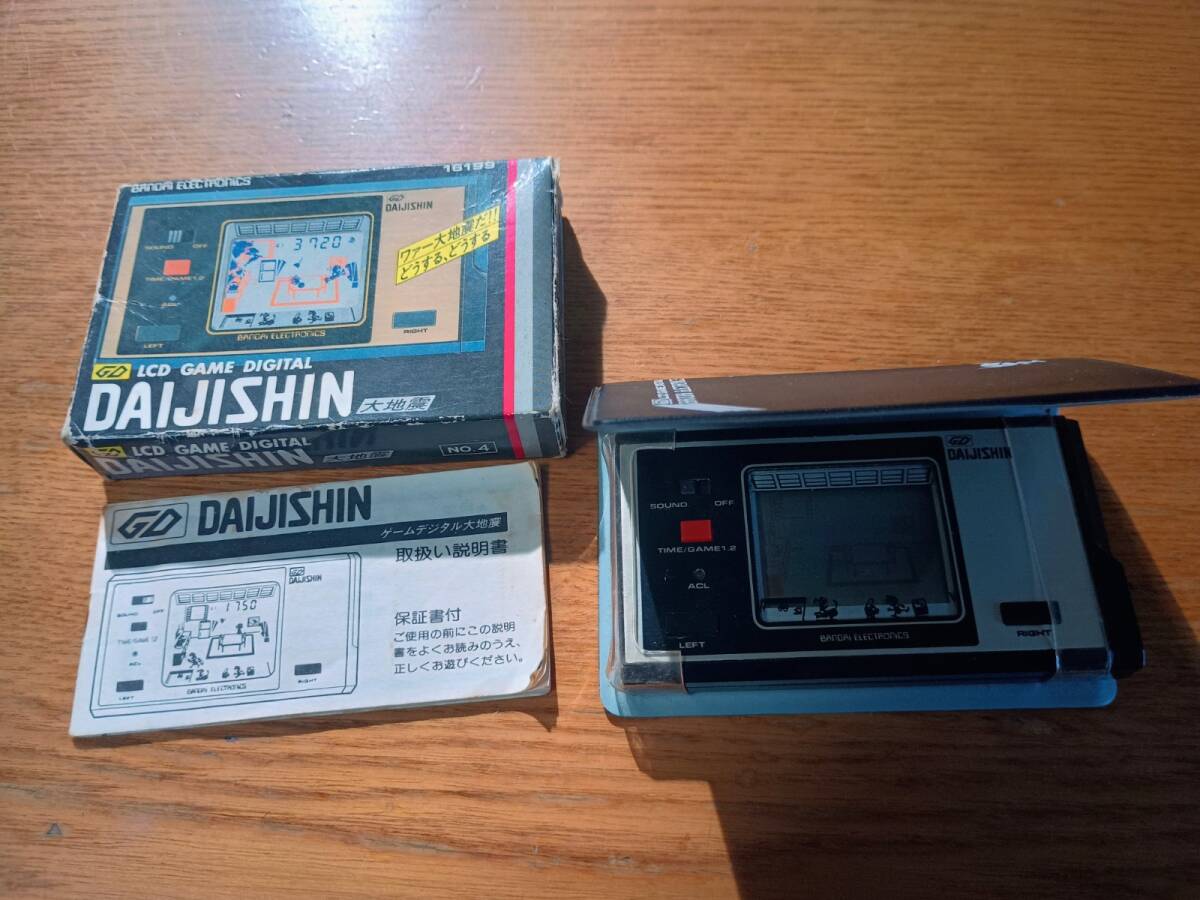 BANDAI ELECTRONICS
16199
GD
DAIJISHIN
ワァー大地震だ!!
どうする、どうする
SOUND OFF
3720
TIME/GAME1.2
ACL
LEFT
RIGHT
BANDAI ELECTRONICS
GD LCD GAME DIGITAL
DAIJISHIN 大地震
GD LCD GAME DIGITAL
DAIJISHIN 大地震 NO.4
GD DAIJISHIN
ゲームデジタル大地震
取扱い説明書
GD
DAIJISHIN
SOUND OFF
1750
TIME/GAME1.2
ACL
LEFT
RIGHT
BANDAI ELECTRONICS
保証書付
ご使用の前にこの説明
書をよくお読みのうえ、
正しくお遊びください。
GD
DAIJISHIN
SOUND OFF
TIME/GAME1.2
ACL
LEFT
RIGHT
BANDAI ELECTRONICS